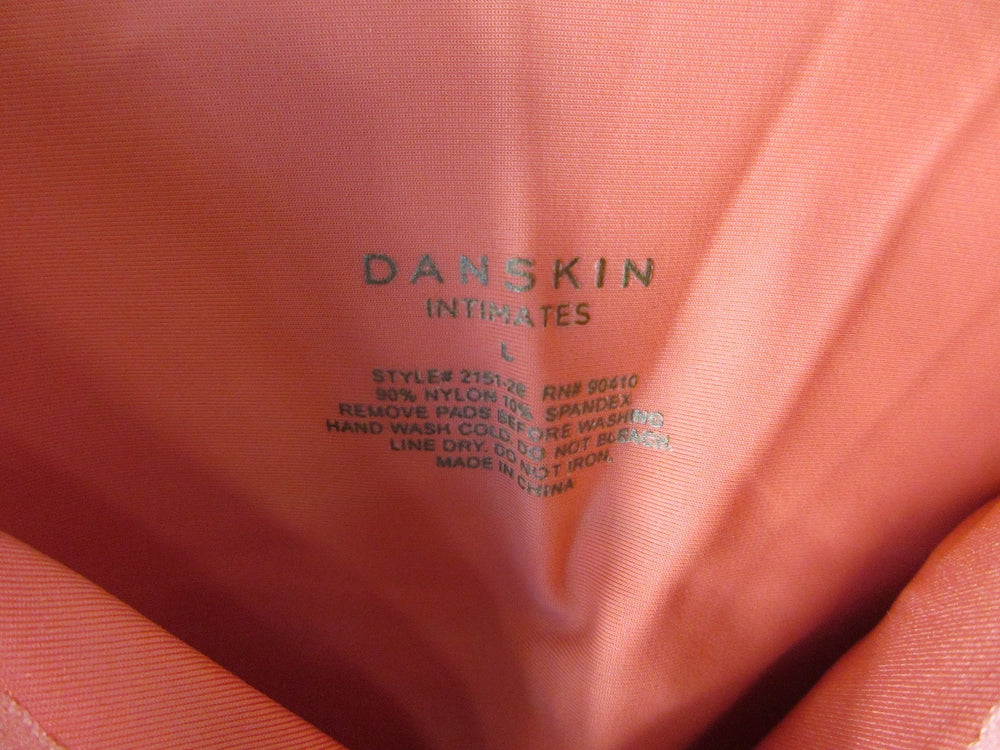 DANSKIN
INTIMATES
L
STYLE# 2151-2B RN# 90410
90% NYLON 10% SPANDEX
REMOVE PADS BEFORE WASHING
HAND WASH COLD. DO NOT BLEACH.
LINE DRY. DO NOT IRON.
MADE IN CHINA